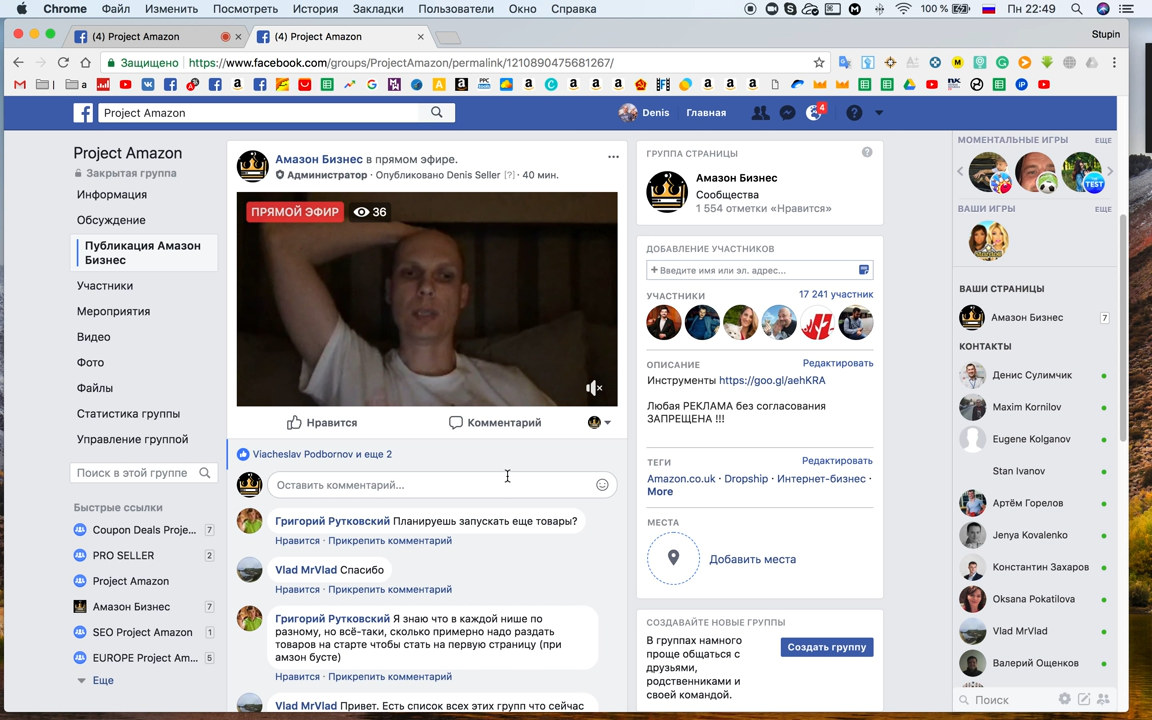 Chrome Файл Изменить Посмотреть История Закладки Пользователи Окно Справка 100 % Пн 22:49
(4) Project Amazon
(4) Project Amazon
Stupin
Защищено https://www.facebook.com/groups/ProjectAmazon/permalink/1210890475681267/
Project Amazon
Denis Главная 4
Project Amazon
Закрытая группа
Информация
Обсуждение
Публикация Амазон
Бизнес
Участники
Мероприятия
Видео
Фото
Файлы
Статистика группы
Управление группой
Поиск в этой группе
Быстрые ссылки
Coupon Deals Proje... 7
PRO SELLER 2
Project Amazon
Амазон Бизнес 7
SEO Project Amazon 1
EUROPE Project Am... 5
Еще
Амазон Бизнес в прямом эфире.
Администратор · Опубликовано Denis Seller [?] · 40 мин.
ПРЯМОЙ ЭФИР 36
Нравится Комментарий
Viacheslav Podbornov и еще 2
Оставить комментарий...
Григорий Рутковский Планируешь запускать еще товары?
Нравится · Прикрепить комментарий
Vlad MrVlad Спасибо
Нравится · Прикрепить комментарий
Григорий Рутковский Я знаю что в каждой нише по
разному, но всё-таки, сколько примерно надо раздать
товаров на старте чтобы стать на первую страницу (при
амзон бусте)
Нравится · Прикрепить комментарий
Vlad MrVlad Привет. Есть список всех этих групп что сейчас
ГРУППА СТРАНИЦЫ
Амазон Бизнес
Сообщества
1 554 отметки «Нравится»
ДОБАВЛЕНИЕ УЧАСТНИКОВ
+ Введите имя или эл. адрес...
УЧАСТНИКИ 17 241 участник
ОПИСАНИЕ Редактировать
Инструменты https://goo.gl/aehKRA
Любая РЕКЛАМА без согласования
ЗАПРЕЩЕНА !!!
ТЕГИ Редактировать
Amazon.co.uk · Dropship · Интернет-бизнес ·
More
МЕСТА
Добавить места
СОЗДАВАЙТЕ НОВЫЕ ГРУППЫ
В группах намного
проще общаться с
друзьями,
родственниками и
своей командой.
Создать группу
МОМЕНТАЛЬНЫЕ ИГРЫ ЕЩЕ
TEST
ВАШИ ИГРЫ ЕЩЕ
ВАШИ СТРАНИЦЫ
Амазон Бизнес 7
КОНТАКТЫ
Денис Сулимчик
Maxim Kornilov
Eugene Kolganov
Stan Ivanov
Артём Горелов
Jenya Kovalenko
Константин Захаров
Oksana Pokatilova
Vlad MrVlad
Валерий Ощенков
Поиск